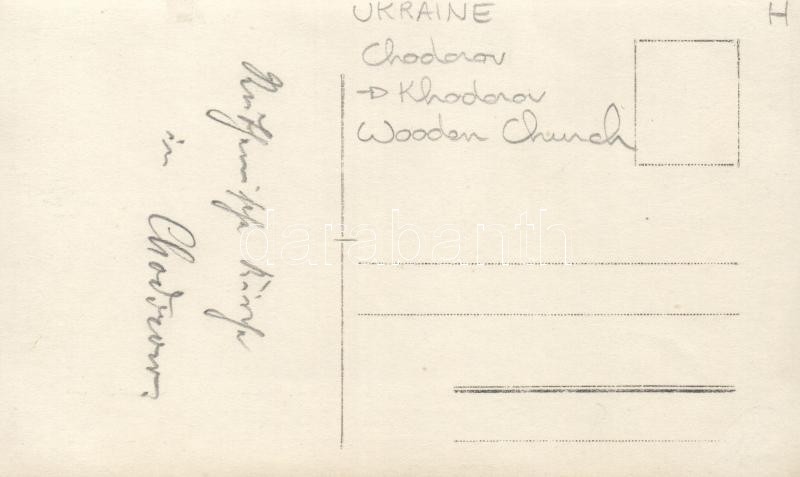 UKRAINE
H
Chodorov
→ Khodorov
Wooden Church
Ruthenische Kirche
in Chodorow.
darabanth